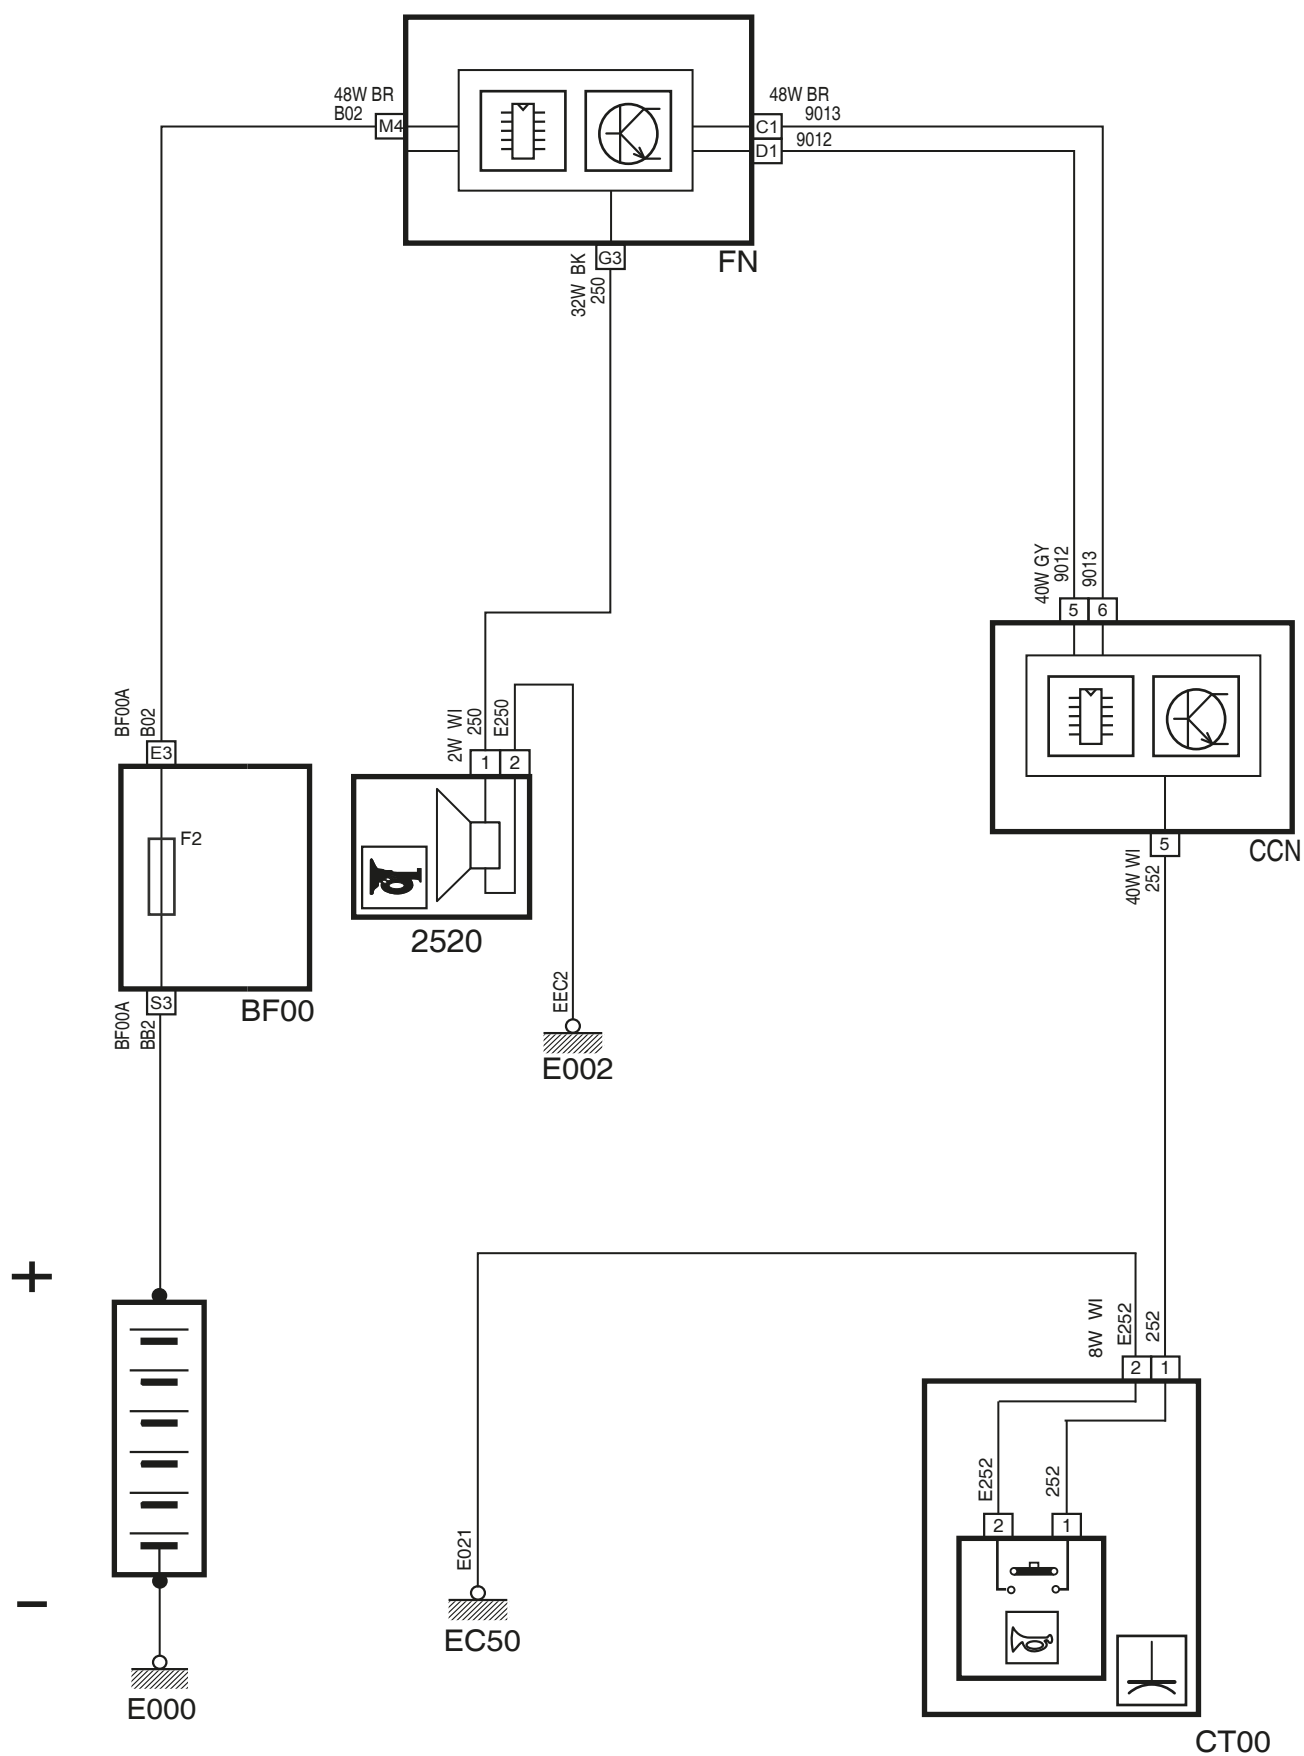 48W BR
B02
M4
48W BR
9013
C1
9012
D1
FN
G3
32W BK
250
40W GY
9012
9013
5 6
BF00A
B02
E3
2W WI
250
E250
1 2
F2
5
CCN
40W WI
252
2520
EEC2
S3
BF00
BF00A
BB2
E002
+
8W WI
E252
252
2 1
E252
252
2
1
E021
–
EC50
E000
CT00